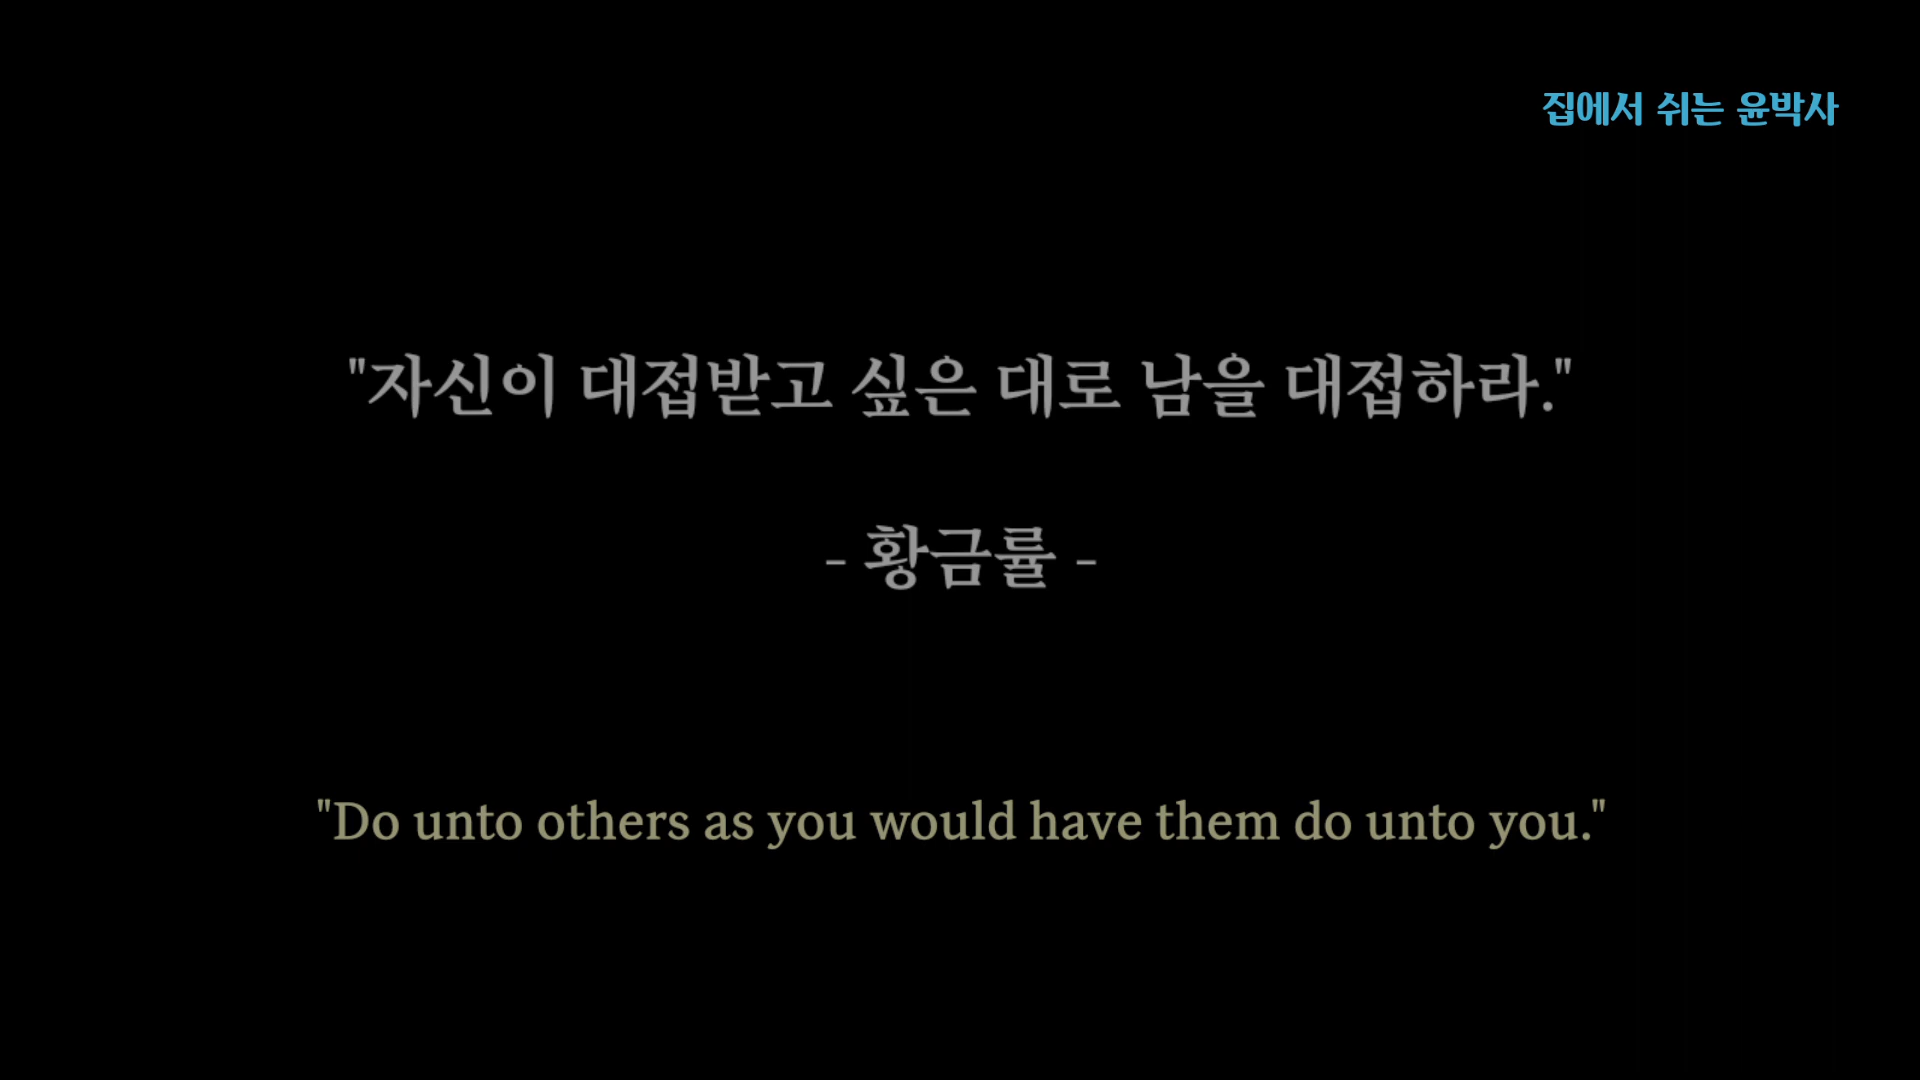 집에서 쉬는 윤박사
"자신이 대접받고 싶은 대로 남을 대접하라."
- 황금률 -
"Do unto others as you would have them do unto you."